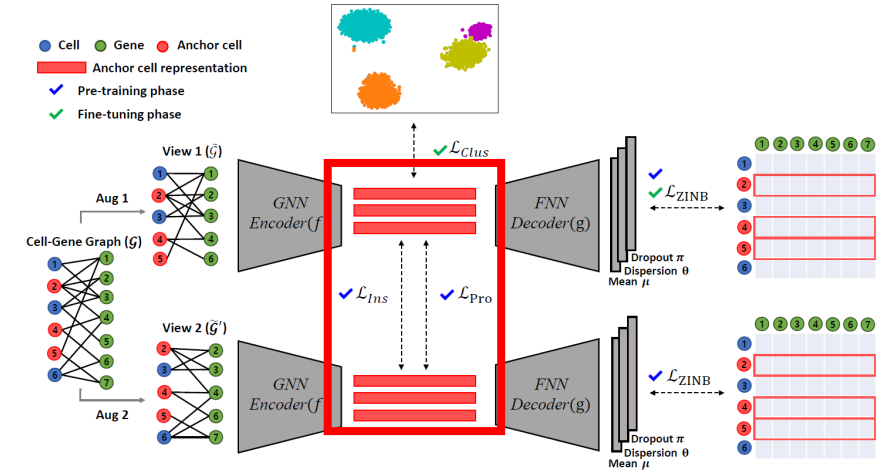 Cell Gene Anchor cell
Anchor cell representation
Pre-training phase
Fine-tuning phase
ℒ_Clus
View 1 (𝒢̃)
1 1
2 2
3 3
4 4
5 6
Aug 1
Cell-Gene Graph (𝒢)
1 1
2 2
3 3
4 4
5 5
6 6
7
Aug 2
View 2 (𝒢̃′)
2 2
3 3
4 4
5 6
6 7
GNN
Encoder(f)
GNN
Encoder(f
ℒ_Ins
ℒ_Pro
FNN
Decoder(g)
Dropout π
Dispersion θ
Mean μ
ℒ_ZINB
1 2 3 4 5 6 7
1
2
3
4
5
6
FNN
Decoder(g)
Dropout π
Dispersion θ
Mean μ
ℒ_ZINB
1 2 3 4 5 6 7
1
2
3
4
5
6